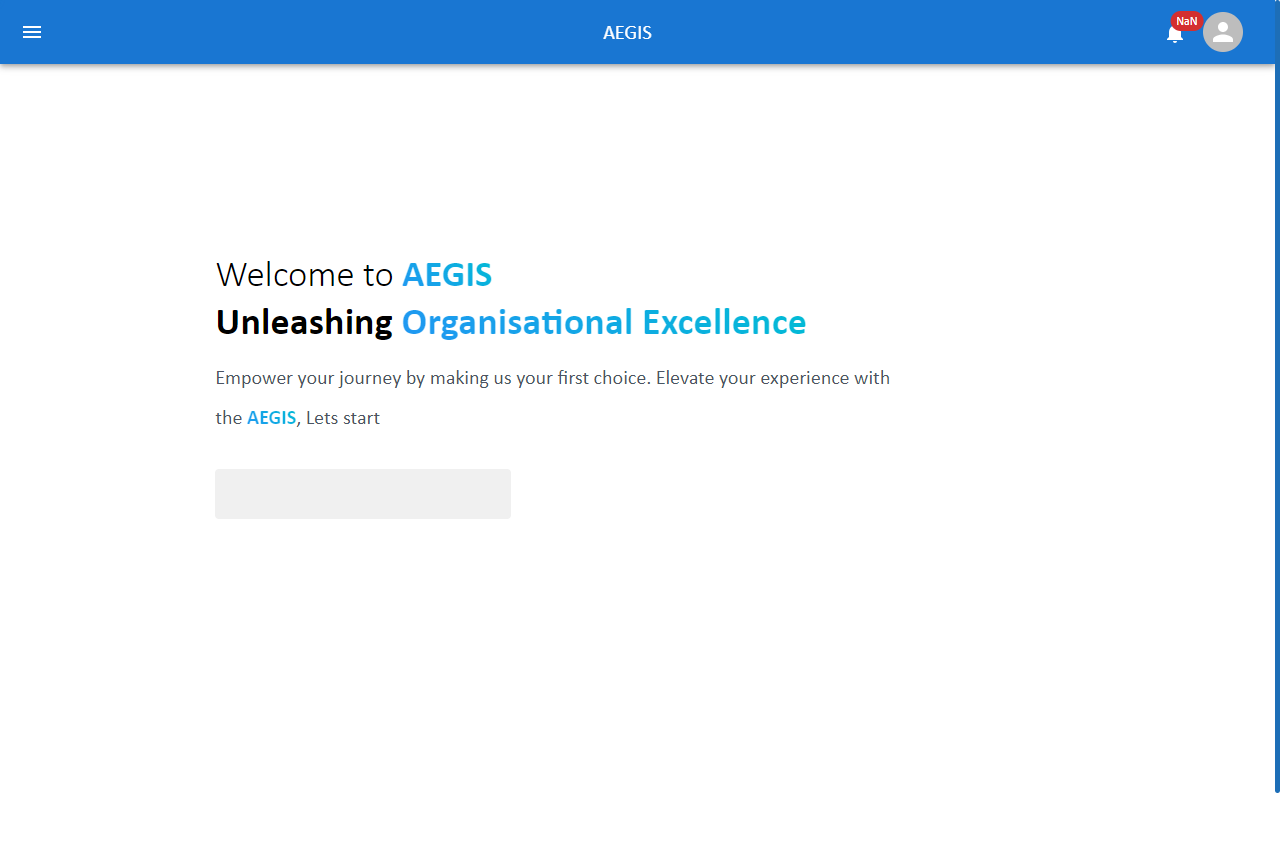 AEGIS
NaN
Welcome to AEGIS
Unleashing Organisational Excellence
Empower your journey by making us your first choice. Elevate your experience with
the AEGIS, Lets start